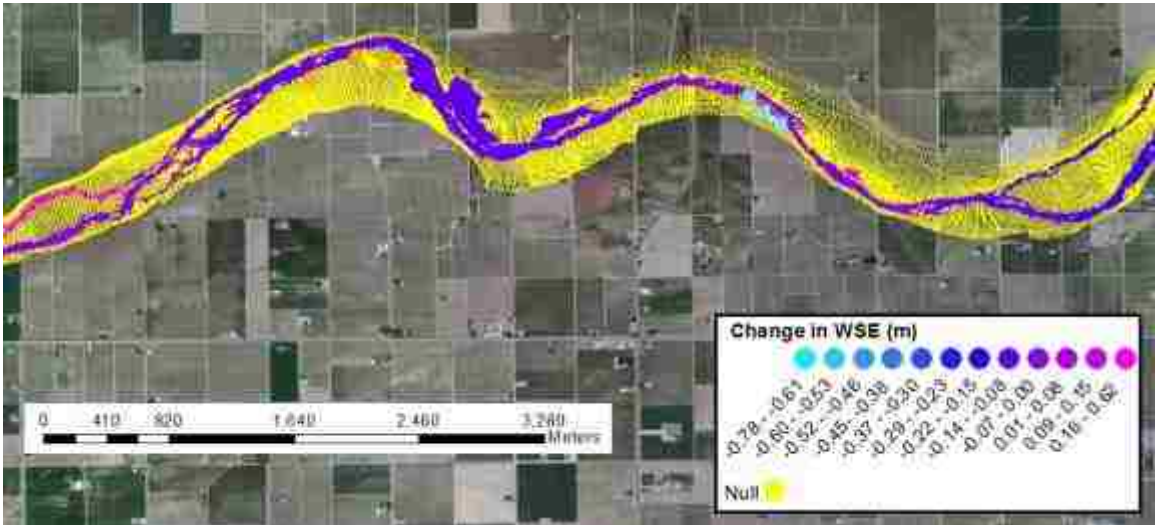 Change in WSE (m)
-0.78 - -0.61
-0.60 - -0.53
-0.52 - -0.46
-0.45 - -0.38
-0.37 - -0.30
-0.29 - -0.23
-0.22 - -0.15
-0.14 - -0.08
-0.07 - 0.00
0.01 - 0.08
0.09 - 0.15
0.16 - 0.62
Null
0 410 820 1,640 2,460 3,280
Meters